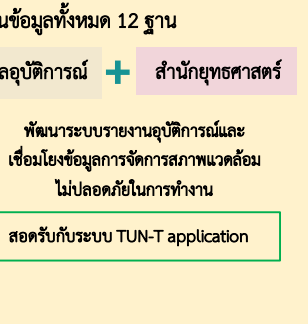 นข้อมูลทั้งหมด 12 ฐาน
ลอุบัติการณ์ + สำนักยุทธศาสตร์
พัฒนาระบบรายงานอุบัติการณ์และ
เชื่อมโยงข้อมูลการจัดการสภาพแวดล้อม
ไม่ปลอดภัยในการทำงาน
สอดรับกับระบบ TUN-T application